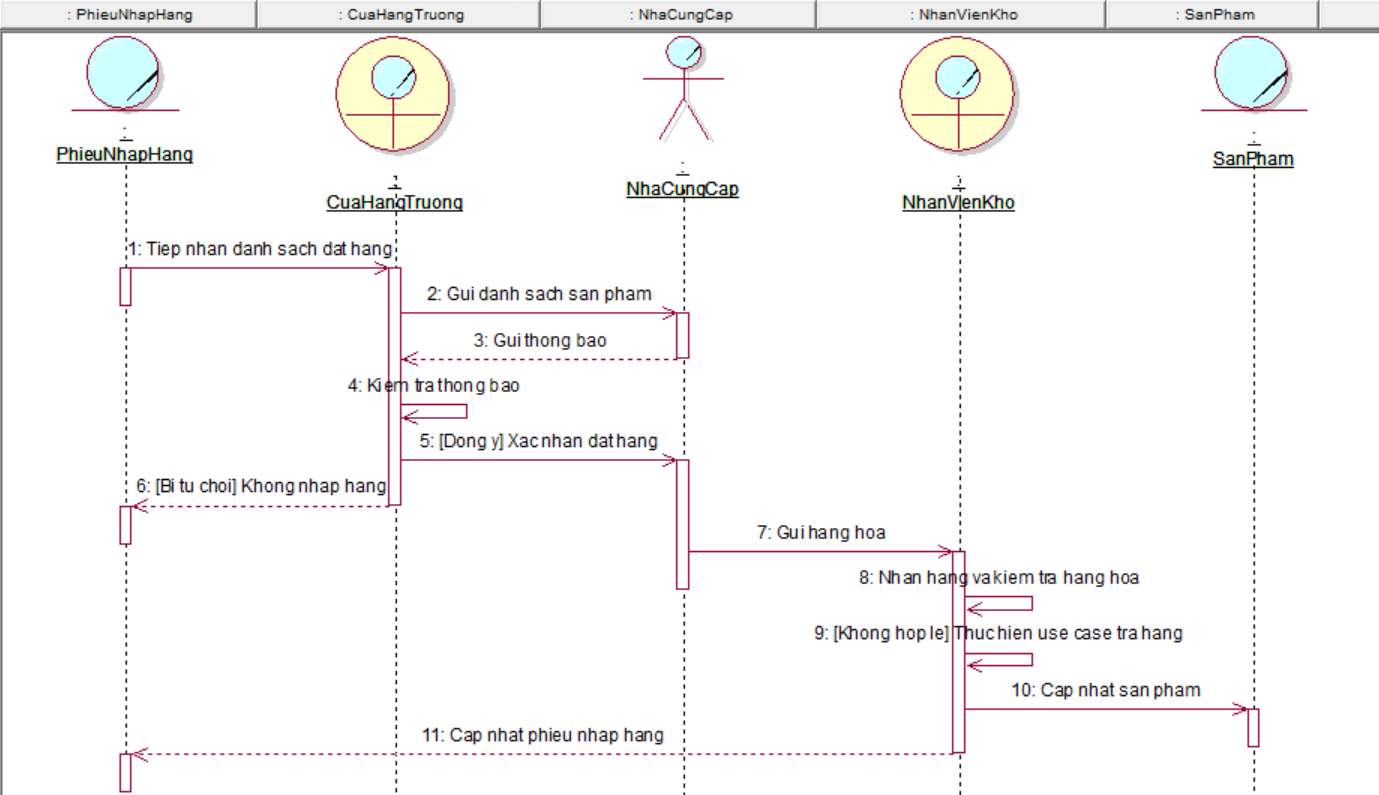 : PhieuNhapHang
: CuaHangTruong
: NhaCungCap
: NhanVienKho
: SanPham
:
PhieuNhapHang
:
CuaHangTruong
:
NhaCungCap
:
NhanVienKho
:
SanPham
1: Tiep nhan danh sach dat hang
2: Gui danh sach san pham
3: Gui thong bao
4: Kiem tra thong bao
5: [Dong y] Xac nhan dat hang
6: [Bi tu choi] Khong nhap hang
7: Gui hang hoa
8: Nhan hang va kiem tra hang hoa
9: [Khong hop le] Thuc hien use case tra hang
10: Cap nhat san pham
11: Cap nhat phieu nhap hang